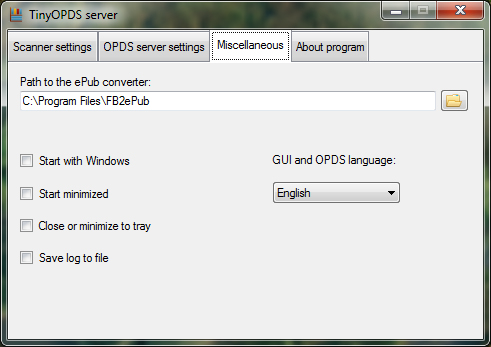 TinyOPDS server
Scanner settings
OPDS server settings
Miscellaneous
About program
Path to the ePub converter:
C:\Program Files\FB2ePub
Start with Windows
GUI and OPDS language:
Start minimized
English
Close or minimize to tray
Save log to file